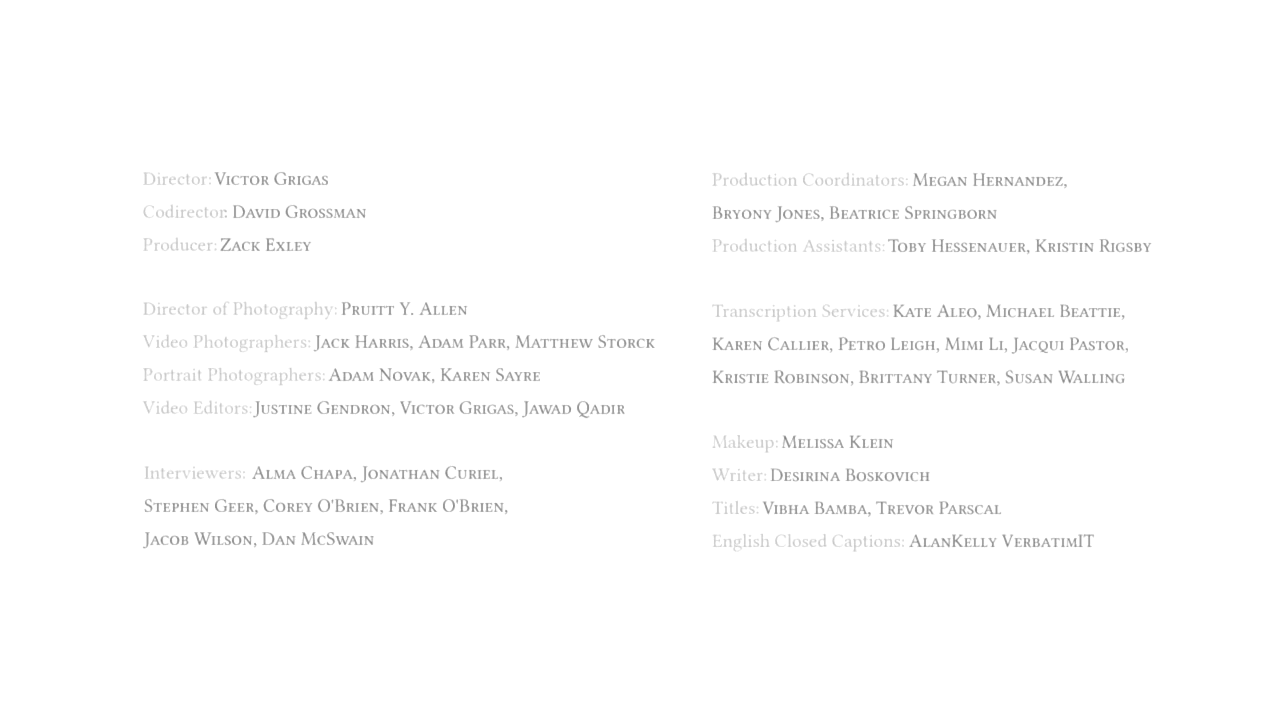 Director: Victor Grigas
Codirector: David Grossman
Producer: Zack Exley
Director of Photography: Pruitt Y. Allen
Video Photographers: Jack Harris, Adam Parr, Matthew Storck
Portrait Photographers: Adam Novak, Karen Sayre
Video Editors: Justine Gendron, Victor Grigas, Jawad Qadir
Interviewers: Alma Chapa, Jonathan Curiel,
Stephen Geer, Corey O'Brien, Frank O'Brien,
Jacob Wilson, Dan McSwain
Production Coordinators: Megan Hernandez,
Bryony Jones, Beatrice Springborn
Production Assistants: Toby Hessenauer, Kristin Rigsby
Transcription Services: Kate Aleo, Michael Beattie,
Karen Callier, Petro Leigh, Mimi Li, Jacqui Pastor,
Kristie Robinson, Brittany Turner, Susan Walling
Makeup: Melissa Klein
Writer: Desirina Boskovich
Titles: Vibha Bamba, Trevor Parscal
English Closed Captions: AlanKelly VerbatimIT